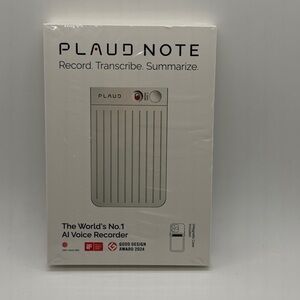 PLAUD NOTE
Record. Transcribe. Summarize.
PLAUD
The World's No.1
AI Voice Recorder
GOOD DESIGN
AWARD 2024